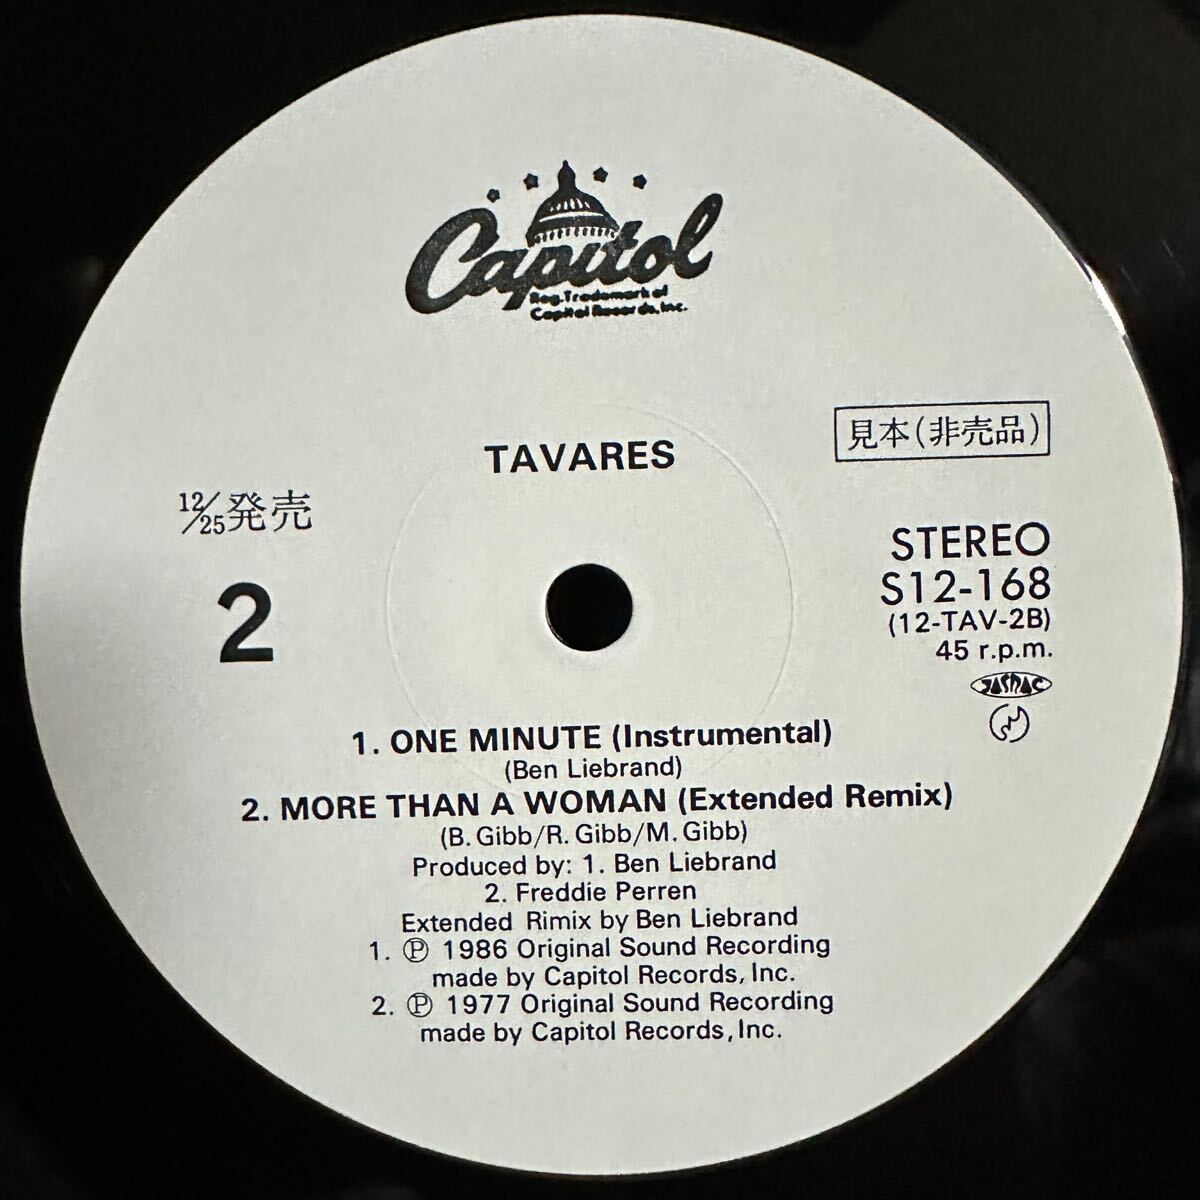 Capitol
Reg. Trademark of
Capitol Records, Inc.
見本(非売品)
TAVARES
12/25発売
2
STEREO
S12-168
(12-TAV-2B)
45 r.p.m.
JASRAC
1. ONE MINUTE (Instrumental)
(Ben Liebrand)
2. MORE THAN A WOMAN (Extended Remix)
(B. Gibb/R. Gibb/M. Gibb)
Produced by: 1. Ben Liebrand
2. Freddie Perren
Extended Rimix by Ben Liebrand
1. ℗ 1986 Original Sound Recording
made by Capitol Records, Inc.
2. ℗ 1977 Original Sound Recording
made by Capitol Records, Inc.